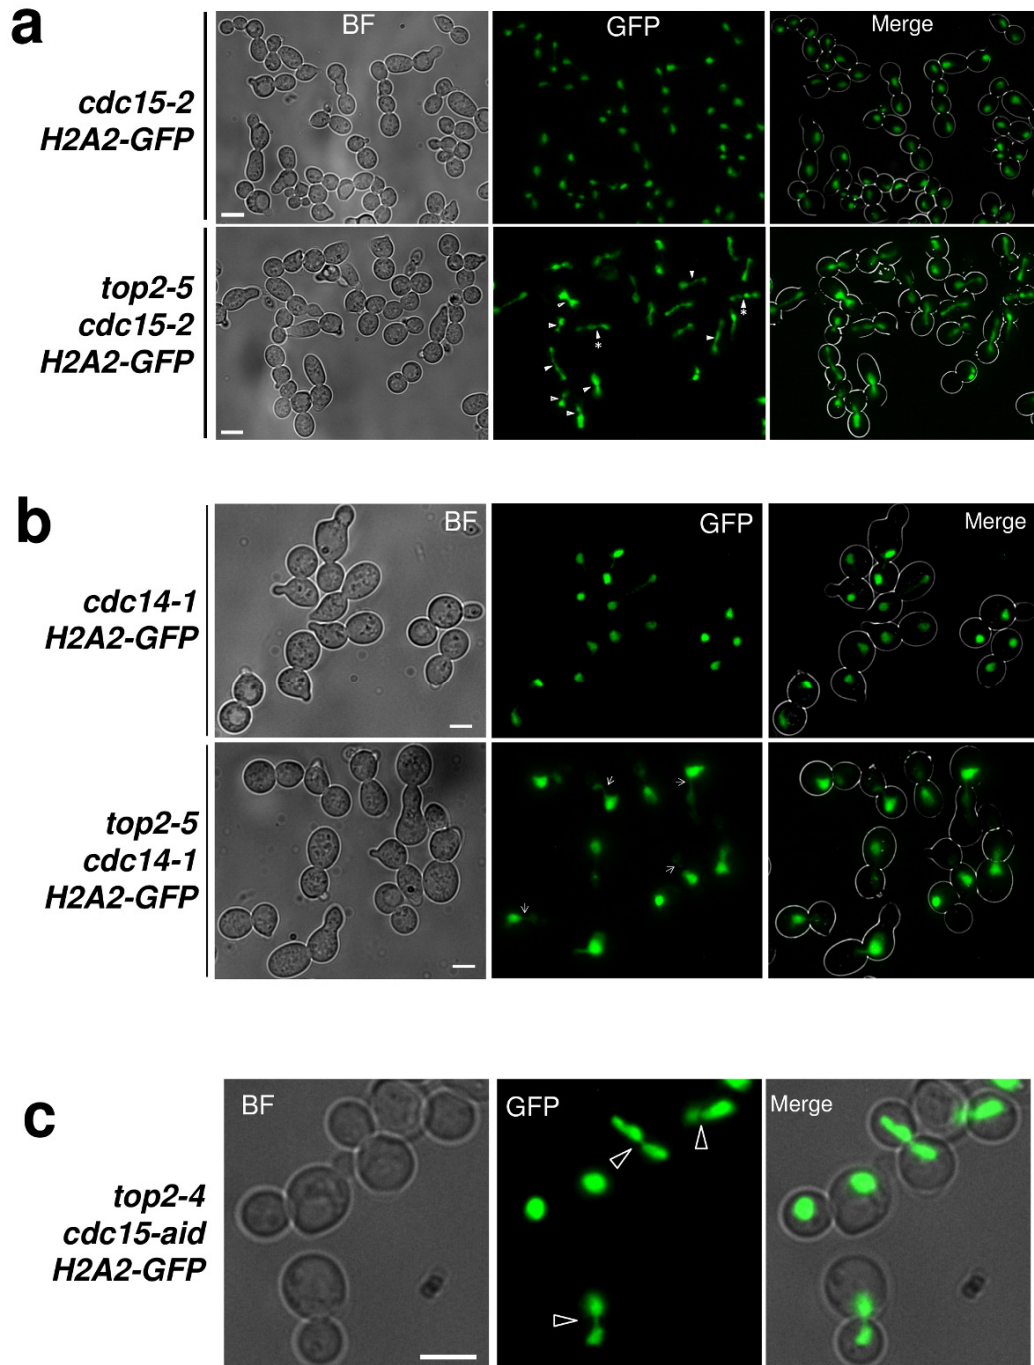 a
BF
GFP
Merge
cdc15-2
H2A2-GFP
top2-5
cdc15-2
H2A2-GFP
*
*
b
BF
GFP
Merge
cdc14-1
H2A2-GFP
top2-5
cdc14-1
H2A2-GFP
c
BF
GFP
Merge
top2-4
cdc15-aid
H2A2-GFP